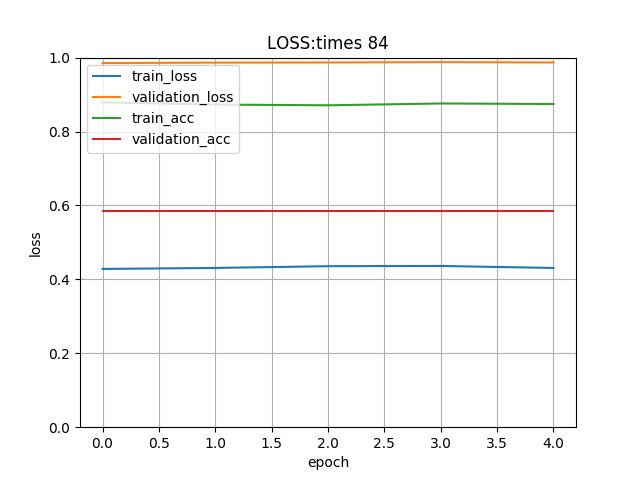 LOSS:times 84
1.0
0.8
0.6
0.4
0.2
0.0
loss
train_loss
validation_loss
train_acc
validation_acc
0.0 0.5 1.0 1.5 2.0 2.5 3.0 3.5 4.0
epoch